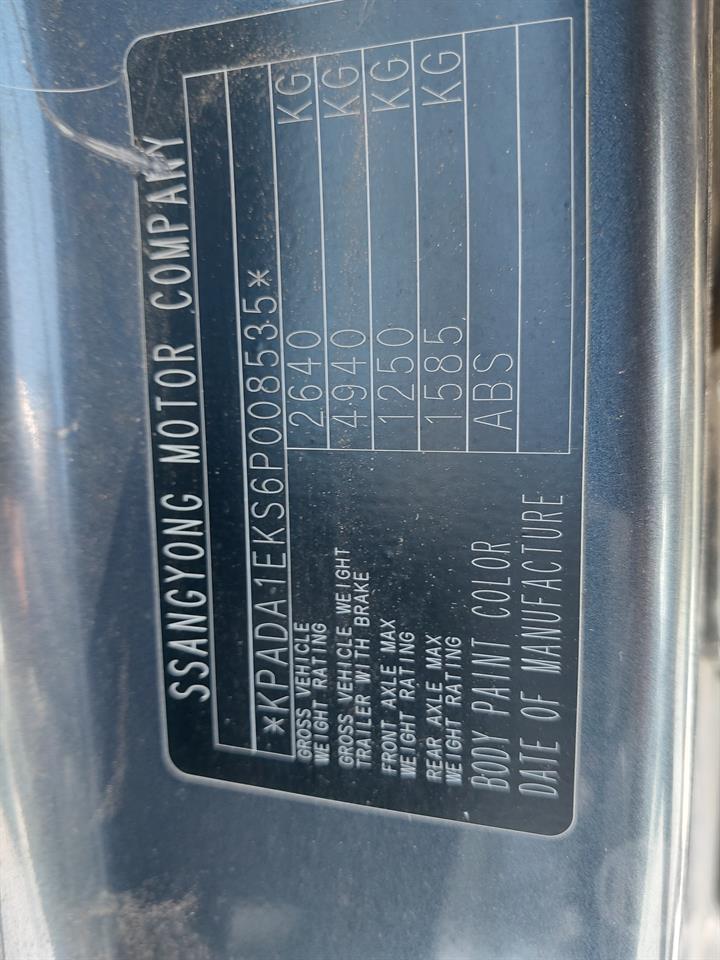 SSANGYONG MOTOR COMPANY
*KPADA1EKS6P008535*
GROSS VEHICLE WEIGHT RATING 2640 KG
GROSS VEHICLE WEIGHT TRAILER WITH BRAKE 4940 KG
FRONT AXLE MAX WEIGHT RATING 1250 KG
REAR AXLE MAX WEIGHT RATING 1585 KG
BODY PAINT COLOR ABS
DATE OF MANUFACTURE